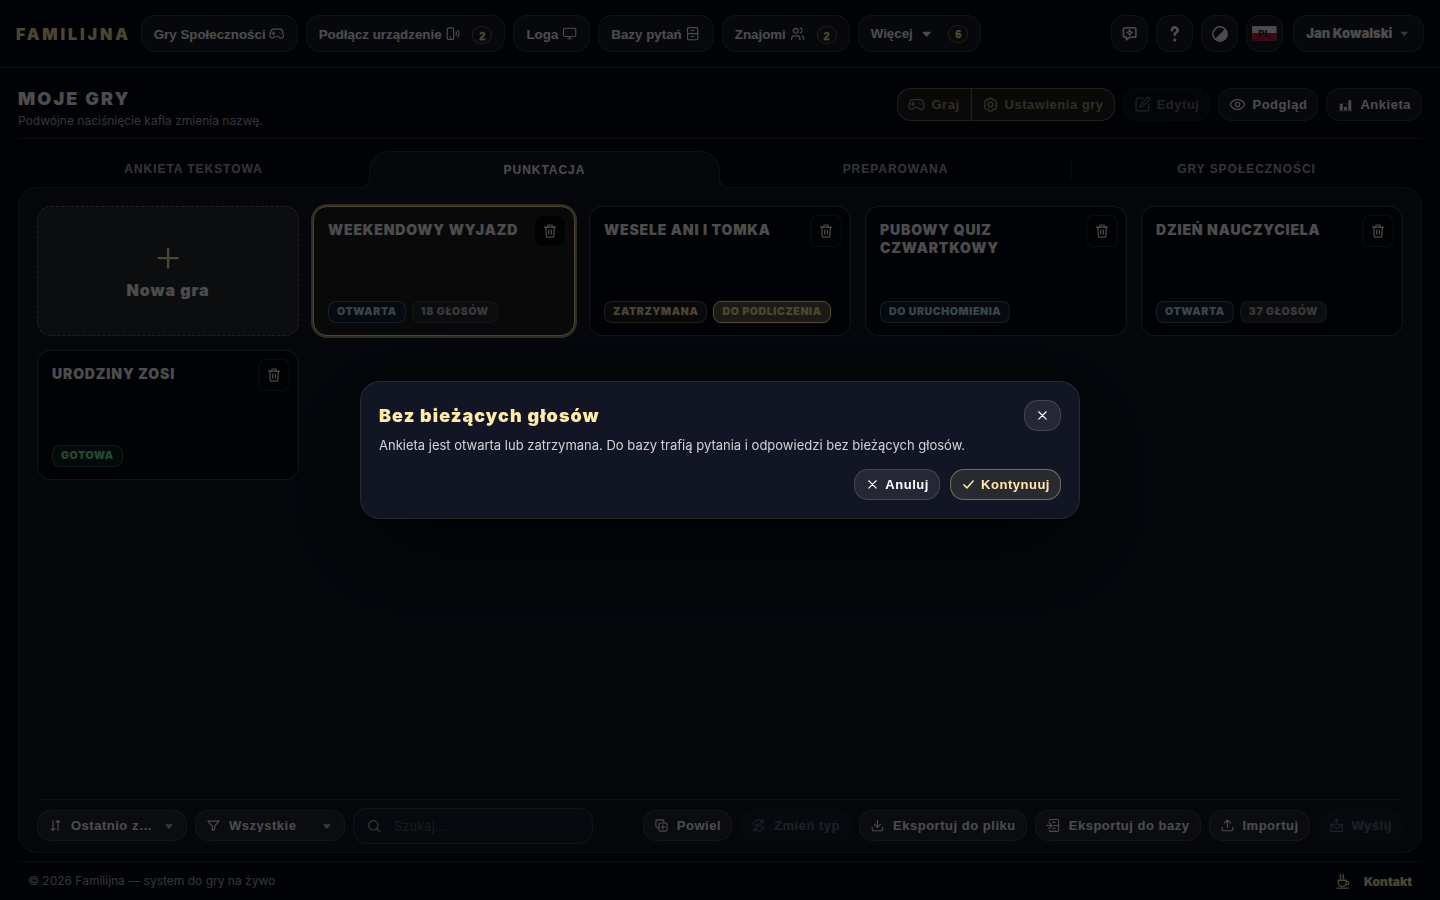 FAMILIJNA
Gry Społeczności
Podłącz urządzenie 2
Loga
Bazy pytań
Znajomi 2
Więcej 6
?
PL
Jan Kowalski
MOJE GRY
Podwójne naciśnięcie kafla zmienia nazwę.
Graj
Ustawienia gry
Edytuj
Podgląd
Ankieta
ANKIETA TEKSTOWA
PUNKTACJA
PREPAROWANA
GRY SPOŁECZNOŚCI
Nowa gra
WEEKENDOWY WYJAZD
OTWARTA
18 GŁOSÓW
WESELE ANI I TOMKA
ZATRZYMANA
DO PODLICZENIA
PUBOWY QUIZ
CZWARTKOWY
DO URUCHOMIENIA
DZIEŃ NAUCZYCIELA
OTWARTA
37 GŁOSÓW
URODZINY ZOSI
GOTOWA
Bez bieżących głosów
Ankieta jest otwarta lub zatrzymana. Do bazy trafią pytania i odpowiedzi bez bieżących głosów.
Anuluj
Kontynuuj
Ostatnio z...
Wszystkie
Szukaj...
Powiel
Zmień typ
Eksportuj do pliku
Eksportuj do bazy
Importuj
Wyślij
© 2026 Familijna — system do gry na żywo
Kontakt